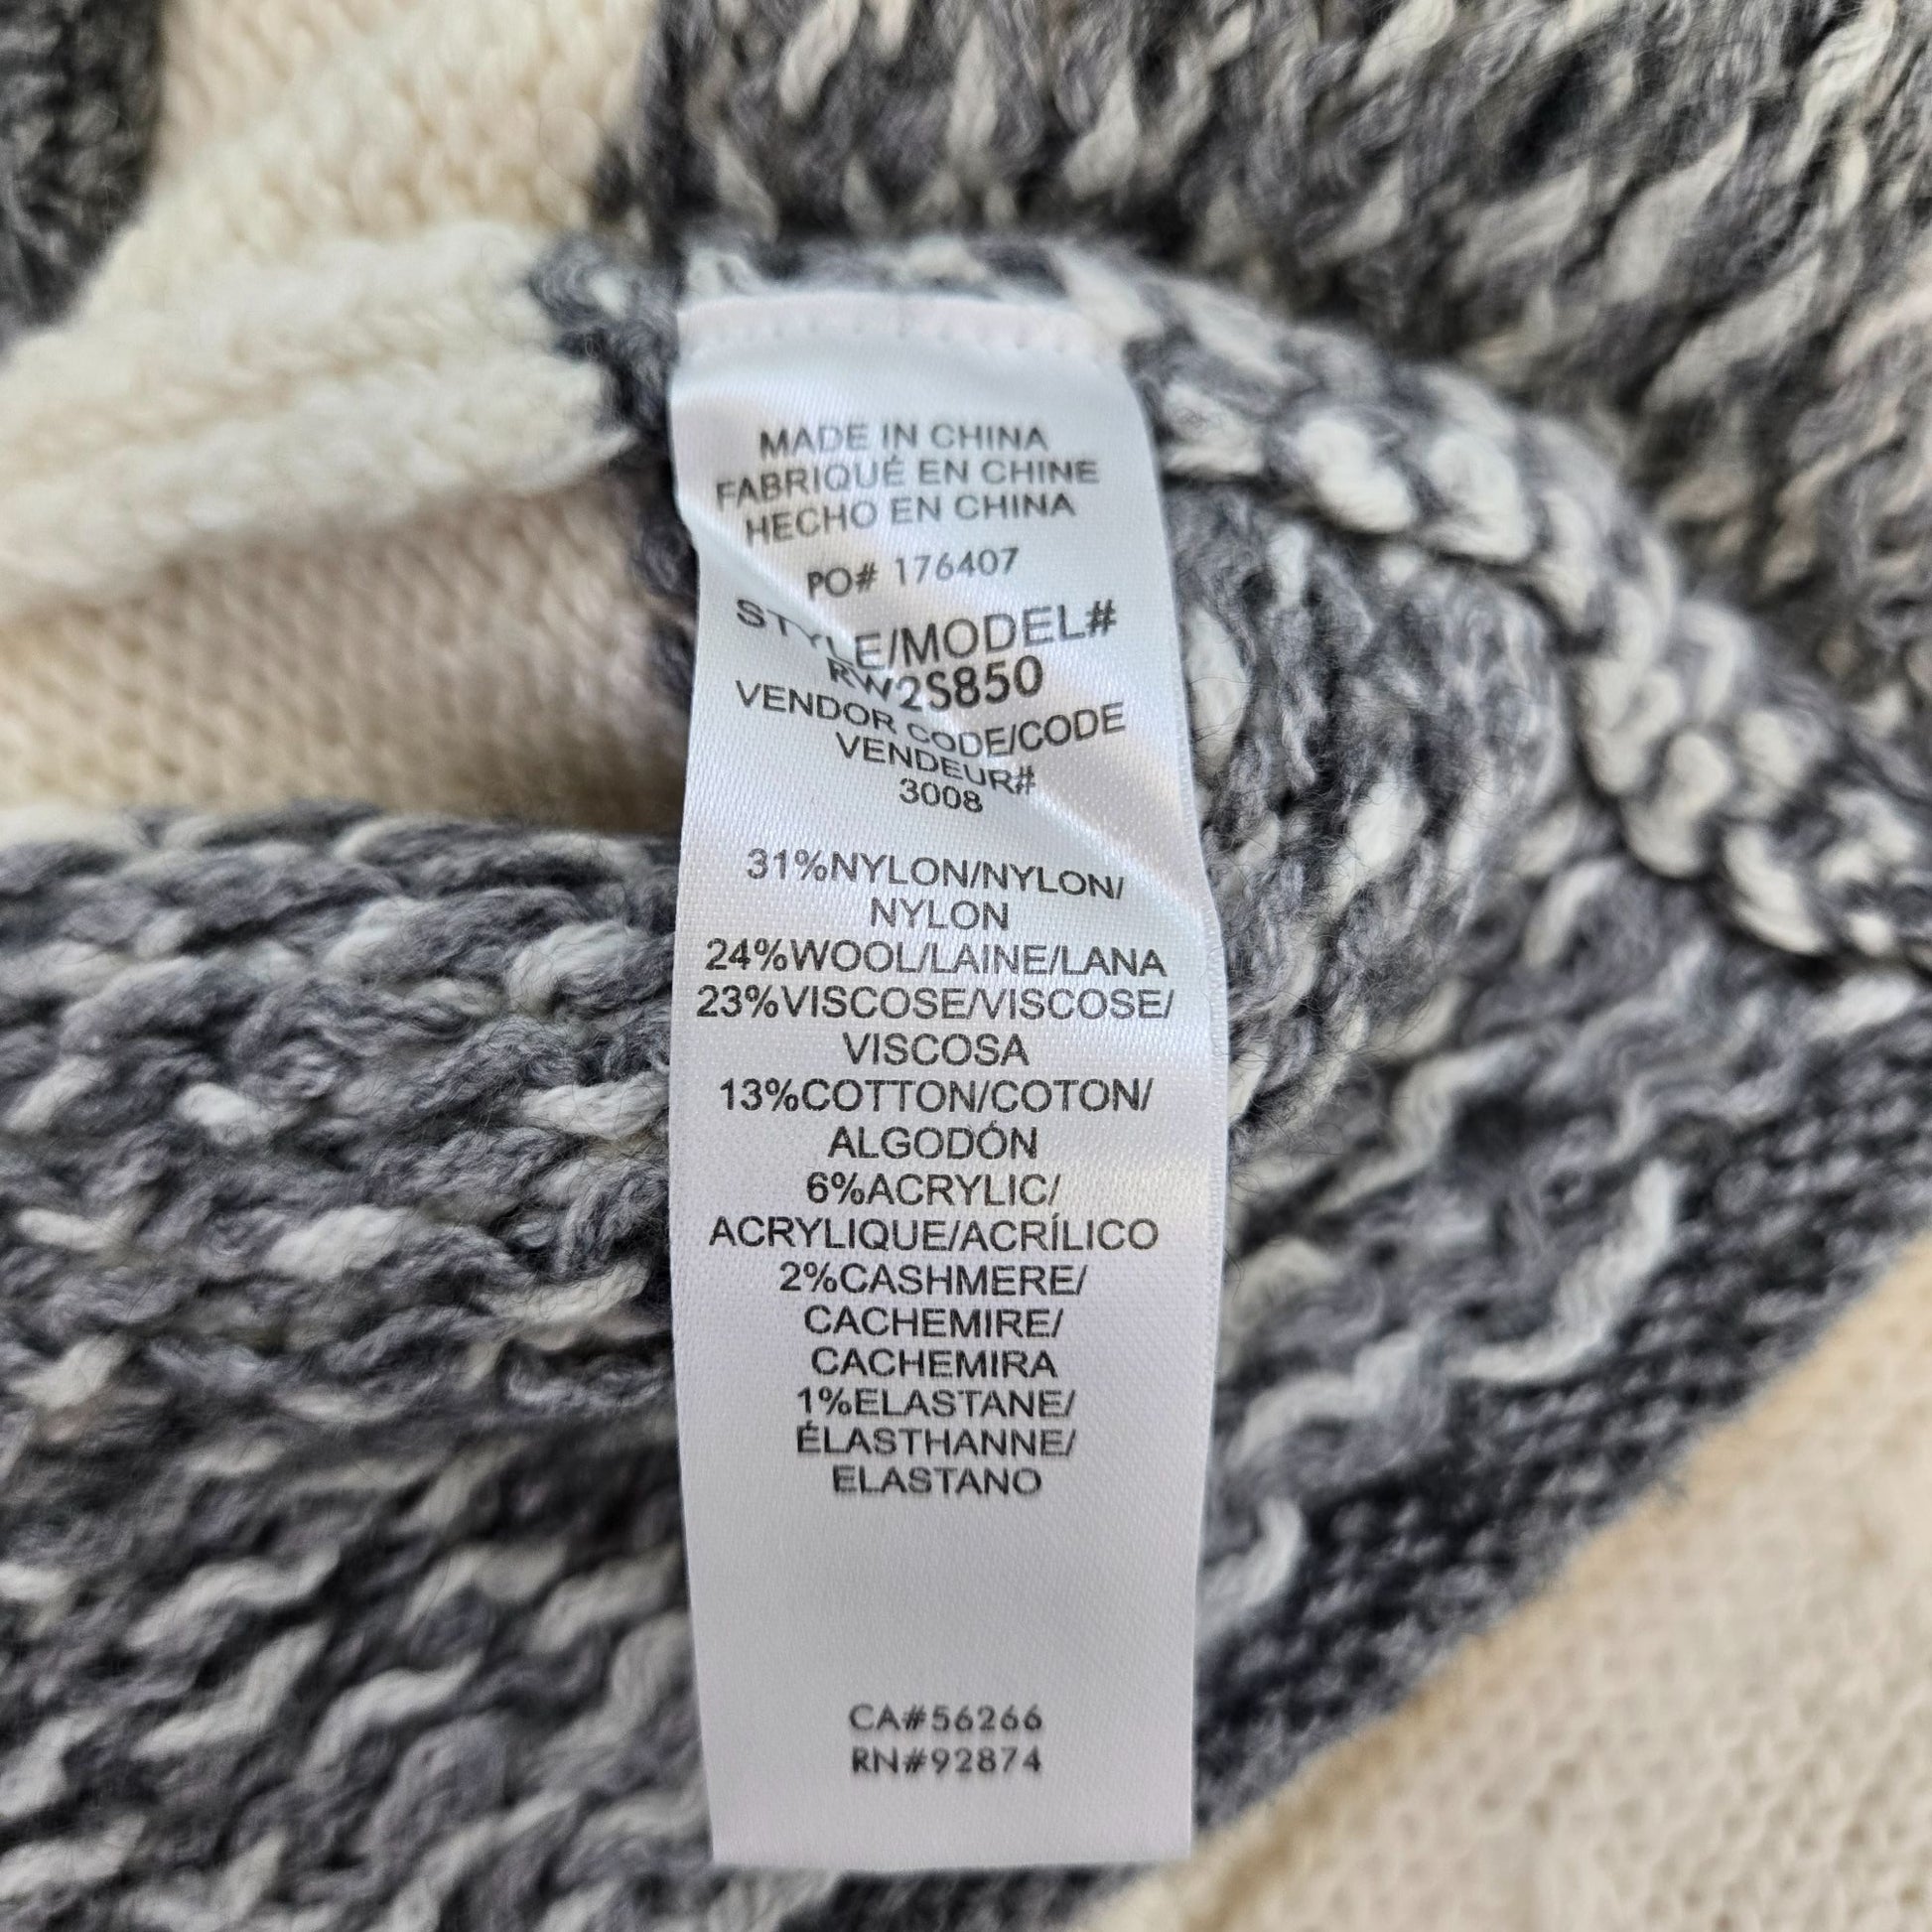 MADE IN CHINA
FABRIQUÉ EN CHINE
HECHO EN CHINA
PO# 176407
STYLE/MODEL#
RW2S850
VENDOR CODE/CODE
VENDEUR#
3008
31%NYLON/NYLON/
NYLON
24%WOOL/LAINE/LANA
23%VISCOSE/VISCOSE/
VISCOSA
13%COTTON/COTON/
ALGODÓN
6%ACRYLIC/
ACRYLIQUE/ACRÍLICO
2%CASHMERE/
CACHEMIRE/
CACHEMIRA
1%ELASTANE/
ÉLASTHANNE/
ELASTANO
CA#56266
RN#92874